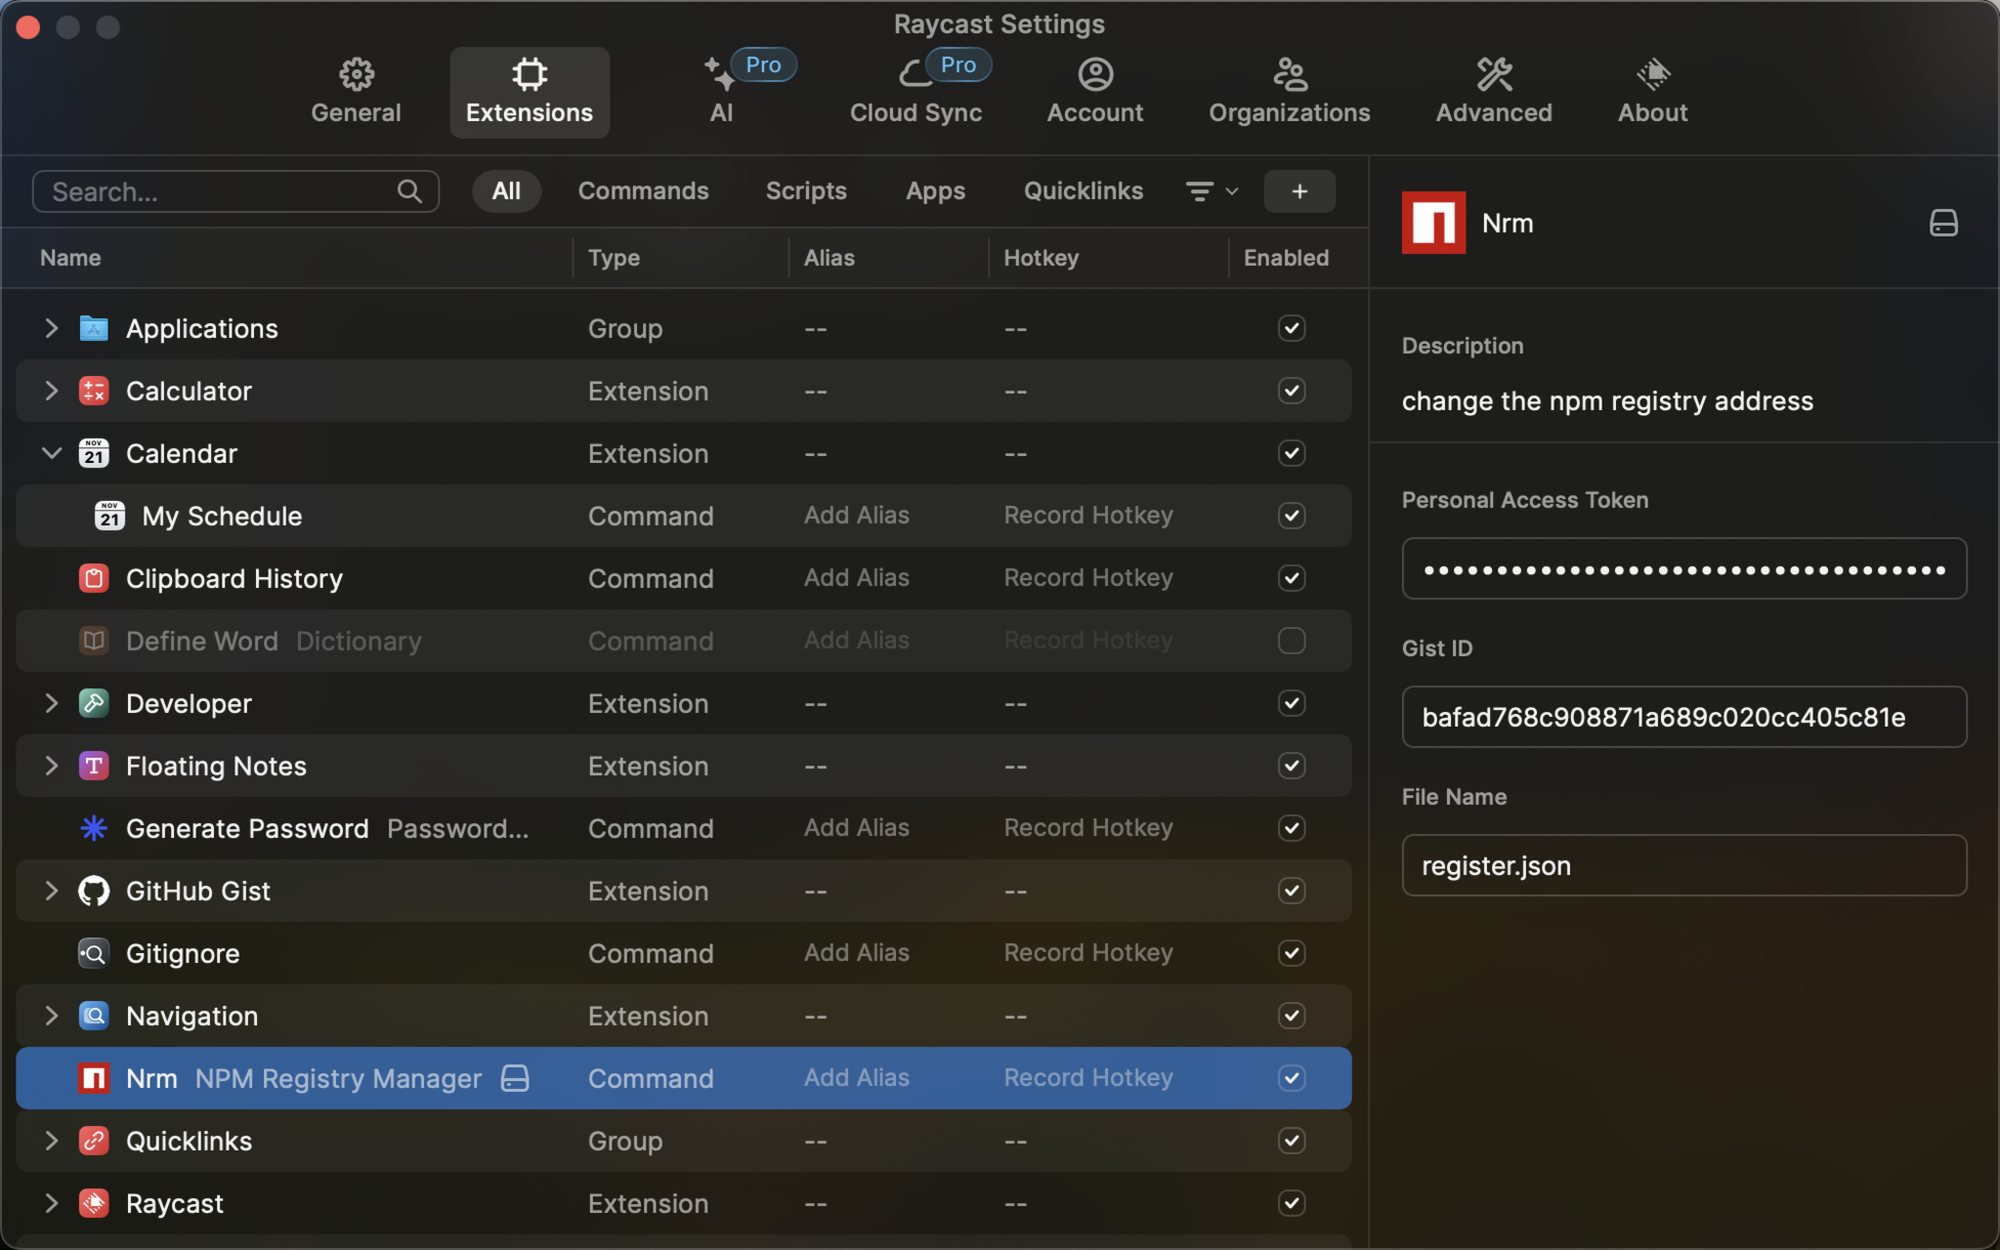 Raycast Settings
General
Extensions
AI Pro
Cloud Sync Pro
Account
Organizations
Advanced
About
Search...
All Commands Scripts Apps Quicklinks +
Name Type Alias Hotkey Enabled
Applications Group -- --
Calculator Extension -- --
NOV 21 Calendar Extension -- --
NOV 21 My Schedule Command Add Alias Record Hotkey
Clipboard History Command Add Alias Record Hotkey
Define Word Dictionary Command Add Alias Record Hotkey
Developer Extension -- --
T Floating Notes Extension -- --
Generate Password Password... Command Add Alias Record Hotkey
GitHub Gist Extension -- --
Gitignore Command Add Alias Record Hotkey
Navigation Extension -- --
Nrm NPM Registry Manager Command Add Alias Record Hotkey
Quicklinks Group -- --
Raycast Extension -- --
Nrm
Description
change the npm registry address
Personal Access Token
••••••••••••••••••••••••••••••••••••
Gist ID
bafad768c908871a689c020cc405c81e
File Name
register.json